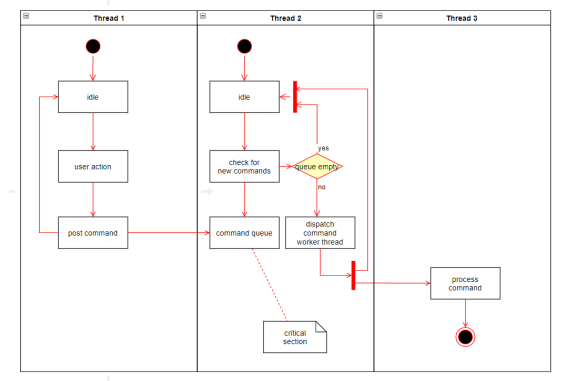 Thread 1
Thread 2
Thread 3
idle
user action
post command
idle
check for
new commands
queue empty
yes
no
command queue
dispatch
command
worker thread
critical
section
process
command